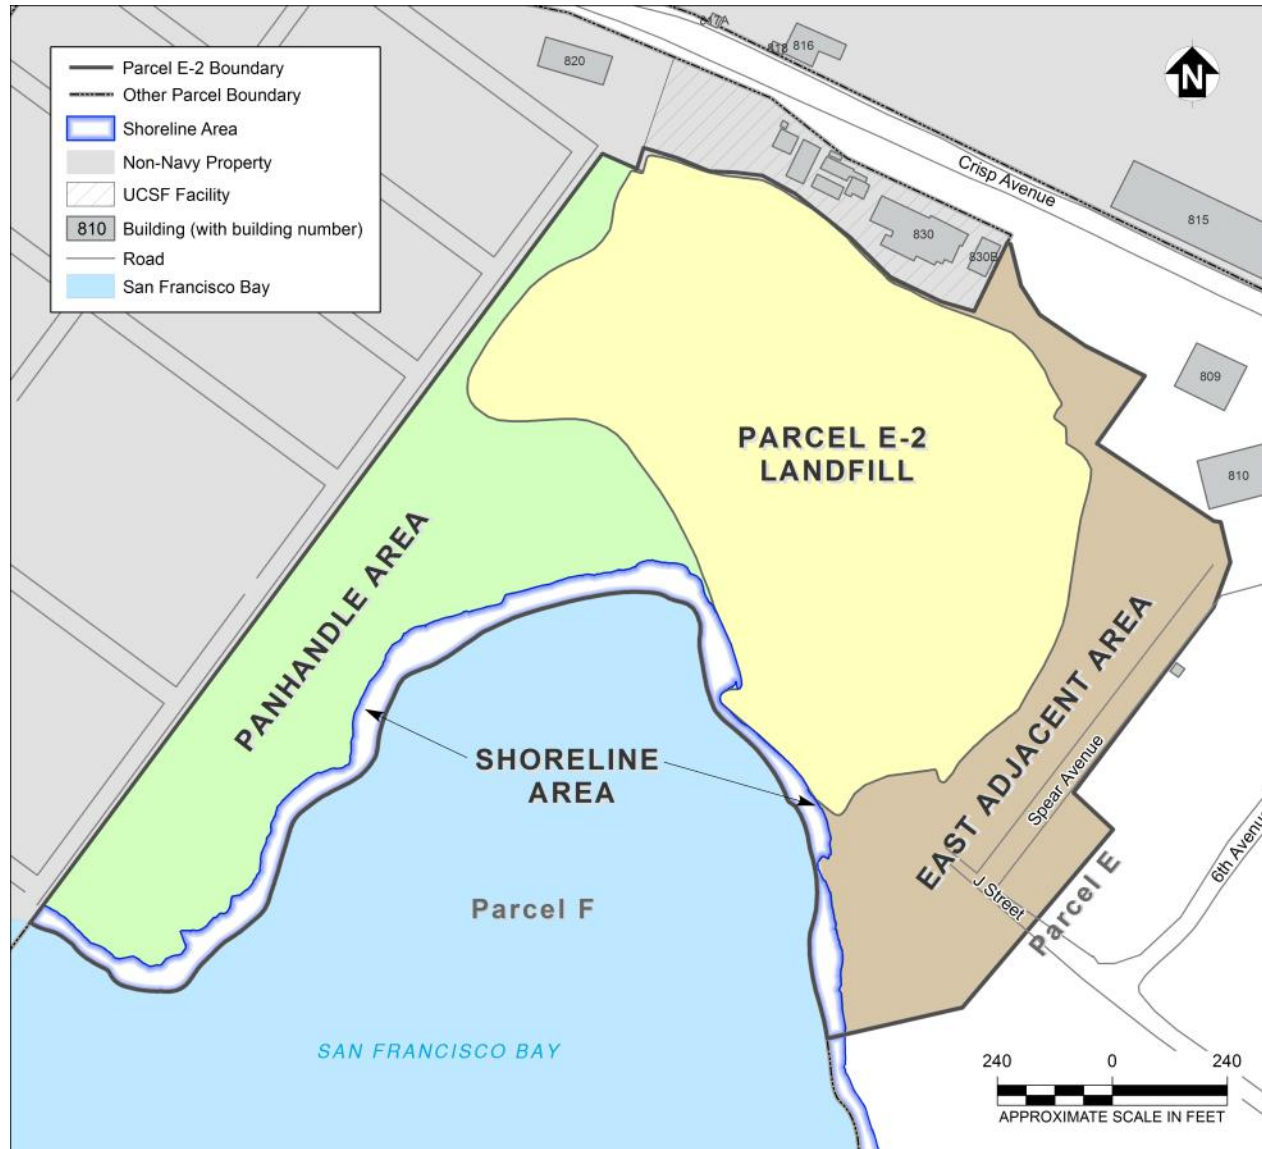 Parcel E-2 Boundary
Other Parcel Boundary
Shoreline Area
Non-Navy Property
UCSF Facility
810 Building (with building number)
Road
San Francisco Bay
820
817A
818
816
N
Crisp Avenue
815
830
830B
809
810
PARCEL E-2
LANDFILL
PANHANDLE AREA
EAST ADJACENT AREA
SHORELINE
AREA
Spear Avenue
J Street
Parcel E
6th Avenue
Parcel F
SAN FRANCISCO BAY
240 0 240
APPROXIMATE SCALE IN FEET